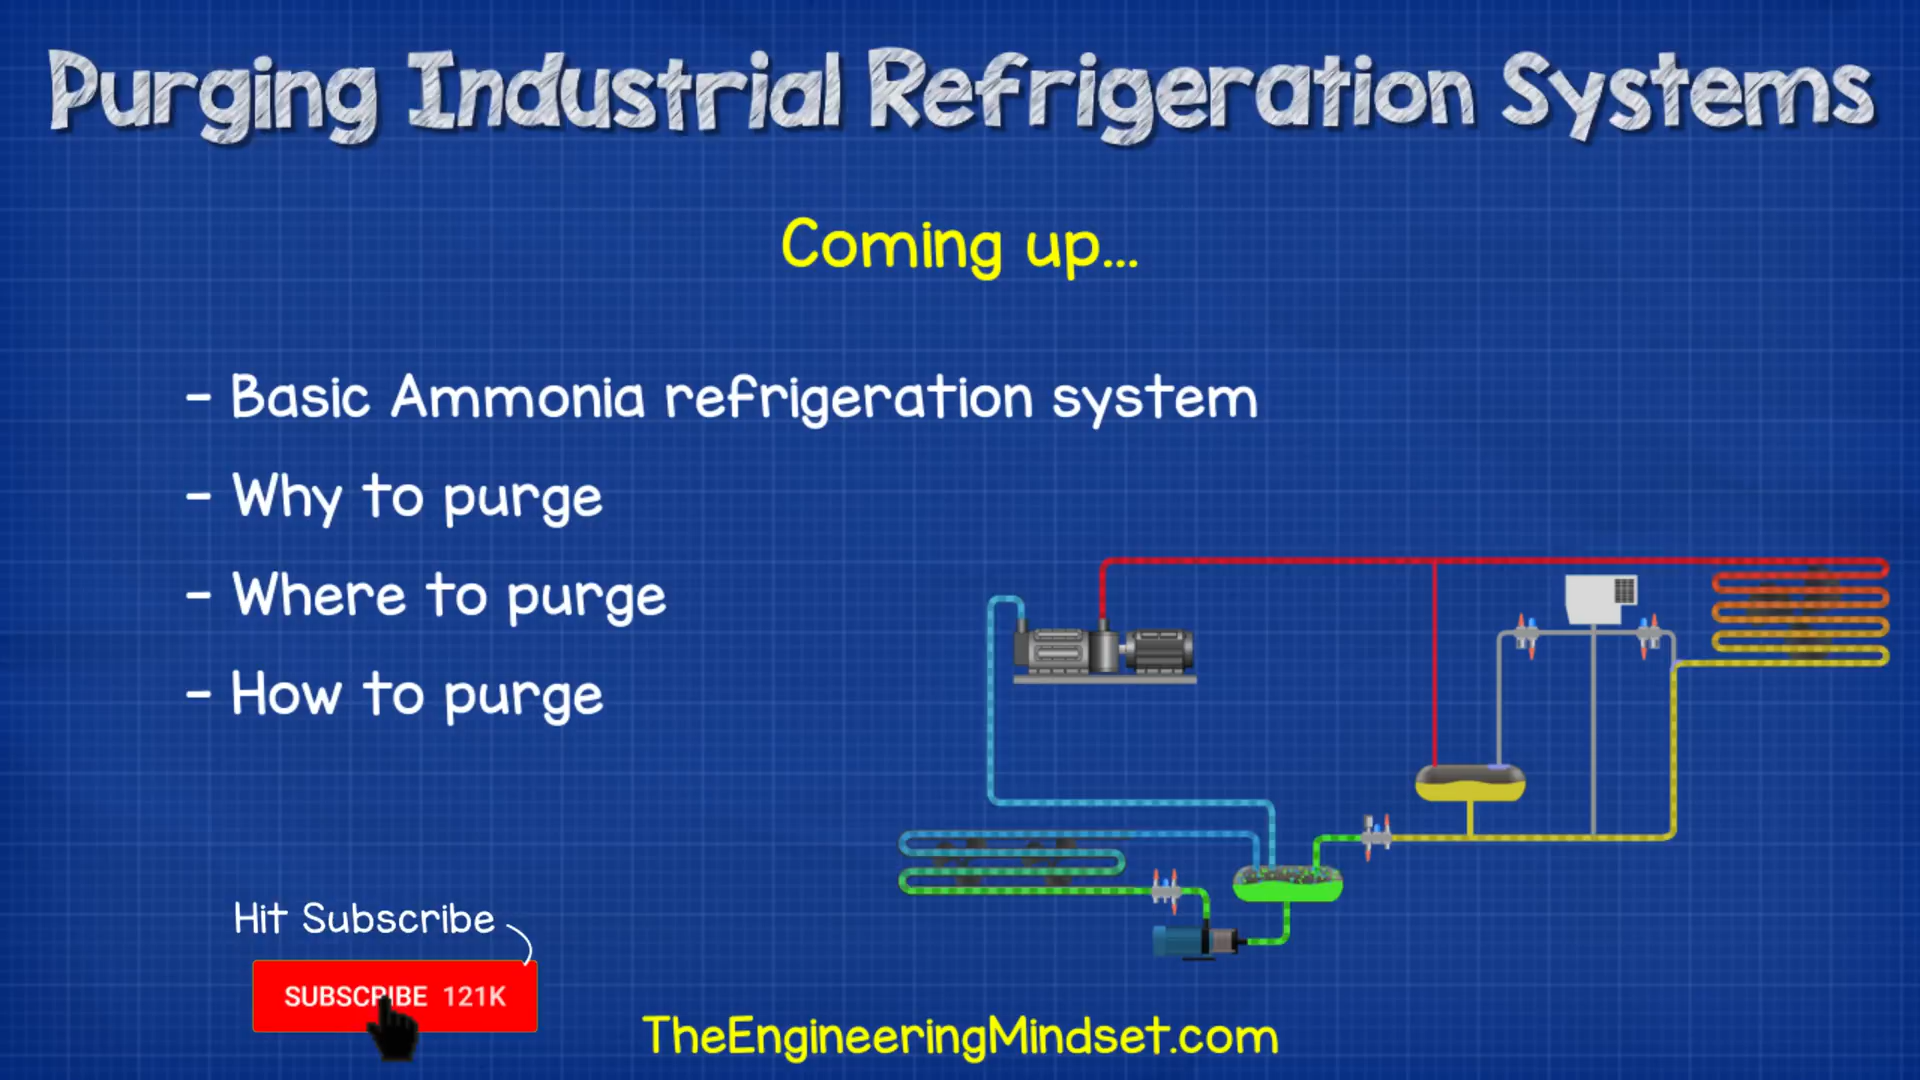 Purging Industrial Refrigeration Systems
Coming up...
- Basic Ammonia refrigeration system
- Why to purge
- Where to purge
- How to purge
Hit Subscribe
SUBSCRIBE 121K
TheEngineeringMindset.com